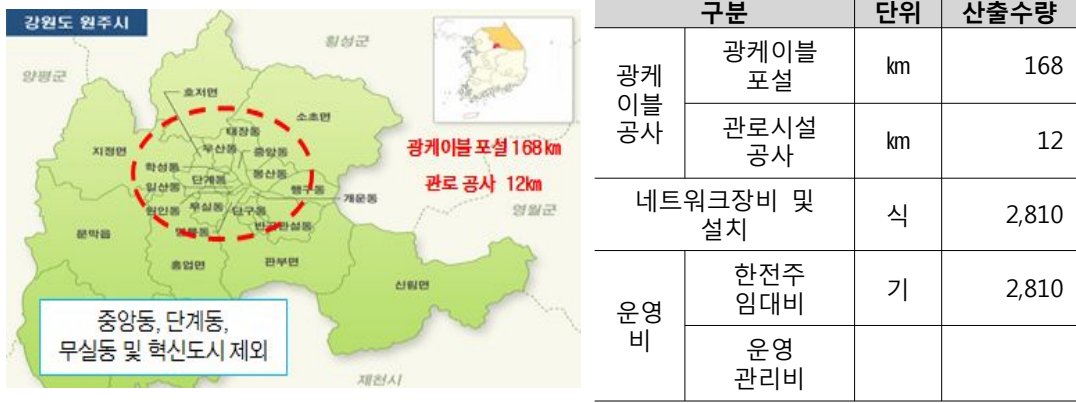 강원도 원주시
횡성군
양평군
호저면
소초면
태장동
지정면
우산동
중앙동
광케이블 포설 168㎞
학성동
단계동
봉산동
관로 공사 12㎞
일산동
행구동
개운동
원인동
무실동
단구동
영월군
문막읍
명륜동
반곡관설동
흥업면
판부면
신림면
중앙동, 단계동,
무실동 및 혁신도시 제외
제천시
구분 단위 산출수량
광케
이블
공사
광케이블
포설
㎞ 168
관로시설
공사
㎞ 12
네트워크장비 및
설치
식 2,810
운영
비
한전주
임대비
기 2,810
운영
관리비